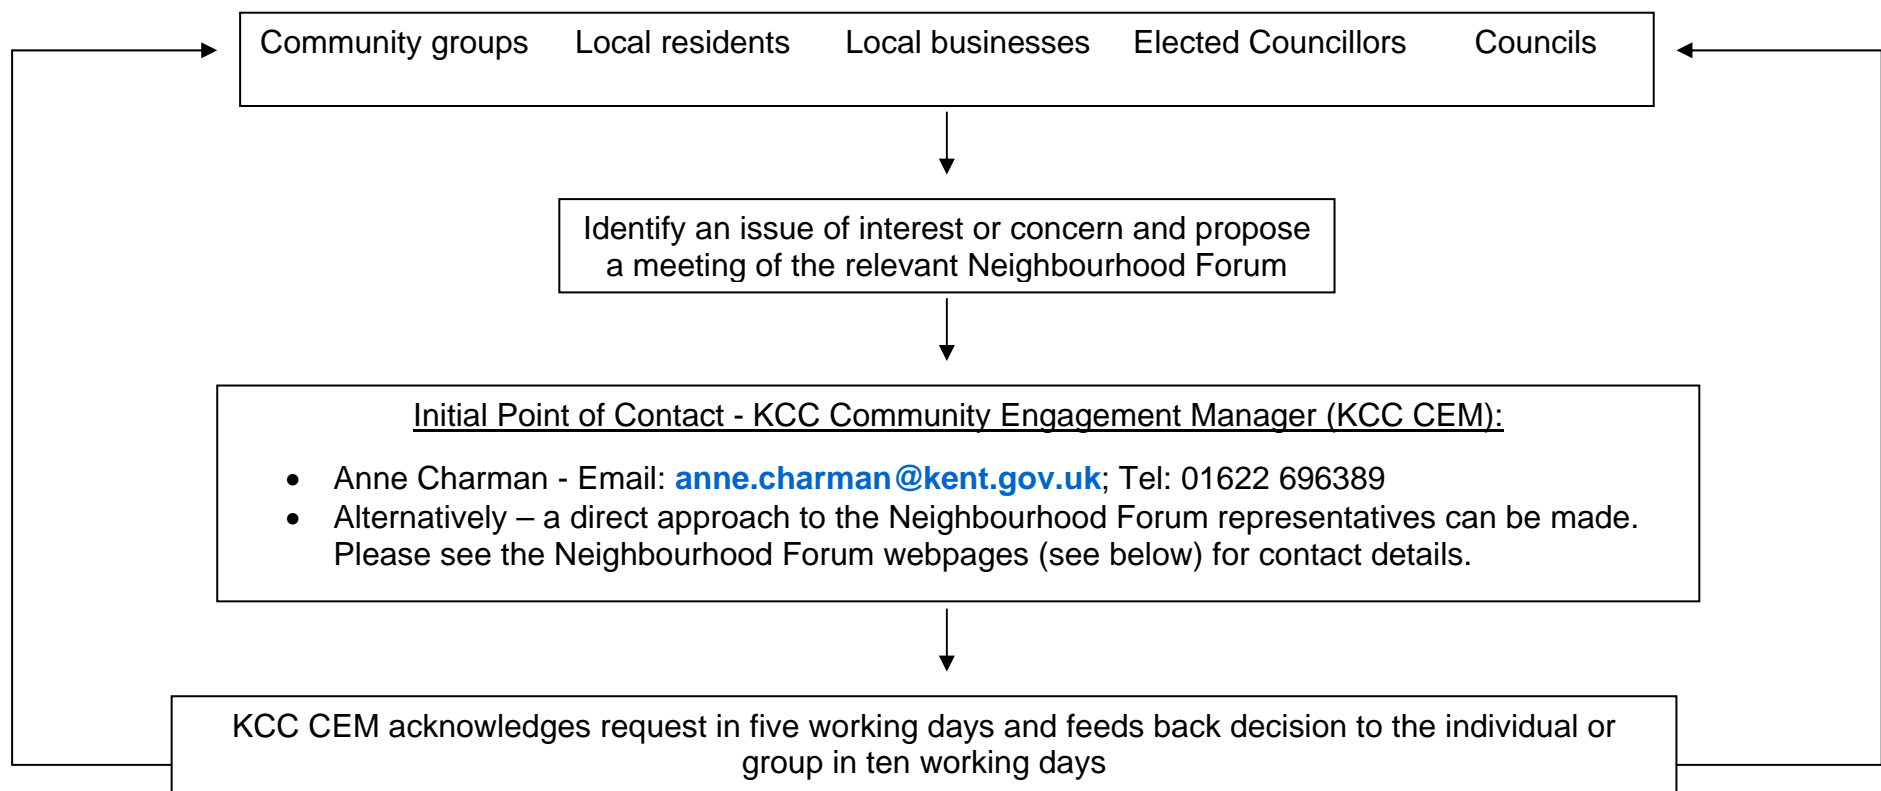 Community groups Local residents Local businesses Elected Councillors Councils
Identify an issue of interest or concern and propose
a meeting of the relevant Neighbourhood Forum
Initial Point of Contact - KCC Community Engagement Manager (KCC CEM):
• Anne Charman - Email: anne.charman@kent.gov.uk; Tel: 01622 696389
• Alternatively – a direct approach to the Neighbourhood Forum representatives can be made.
Please see the Neighbourhood Forum webpages (see below) for contact details.
KCC CEM acknowledges request in five working days and feeds back decision to the individual or
group in ten working days